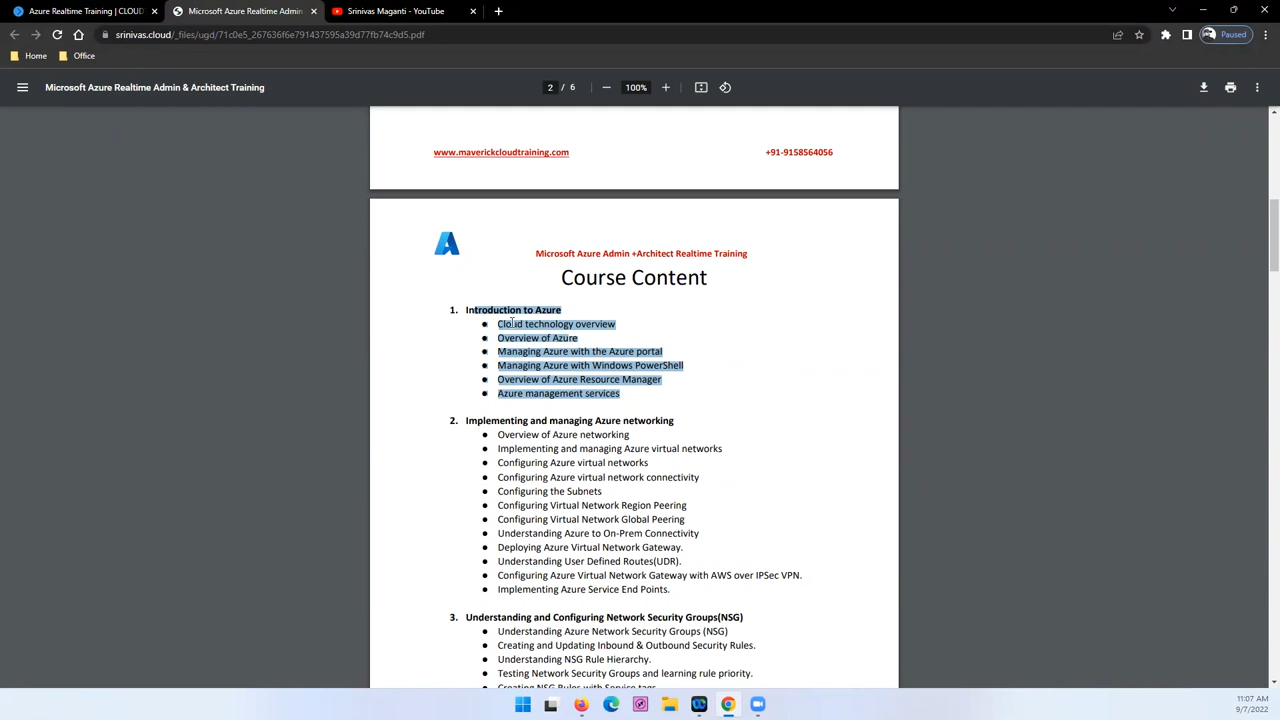 Azure Realtime Training | CLOUD
Microsoft Azure Realtime Admin
Srinivas Maganti - YouTube
srinivas.cloud/_files/ugd/71c0e5_267636f6e791437595a39d77fb74c9d5.pdf
Paused
Home
Office
Microsoft Azure Realtime Admin & Architect Training
2 / 6
100%
www.maverickcloudtraining.com
+91-9158564056
Microsoft Azure Admin +Architect Realtime Training
Course Content
1. Introduction to Azure
● Cloud technology overview
● Overview of Azure
● Managing Azure with the Azure portal
● Managing Azure with Windows PowerShell
● Overview of Azure Resource Manager
● Azure management services
2. Implementing and managing Azure networking
● Overview of Azure networking
● Implementing and managing Azure virtual networks
● Configuring Azure virtual networks
● Configuring Azure virtual network connectivity
● Configuring the Subnets
● Configuring Virtual Network Region Peering
● Configuring Virtual Network Global Peering
● Understanding Azure to On-Prem Connectivity
● Deploying Azure Virtual Network Gateway.
● Understanding User Defined Routes(UDR).
● Configuring Azure Virtual Network Gateway with AWS over IPSec VPN.
● Implementing Azure Service End Points.
3. Understanding and Configuring Network Security Groups(NSG)
● Understanding Azure Network Security Groups (NSG)
● Creating and Updating Inbound & Outbound Security Rules.
● Understanding NSG Rule Hierarchy.
● Testing Network Security Groups and learning rule priority.
● Creating NSG Rules with Service tags
11:07 AM
9/7/2022